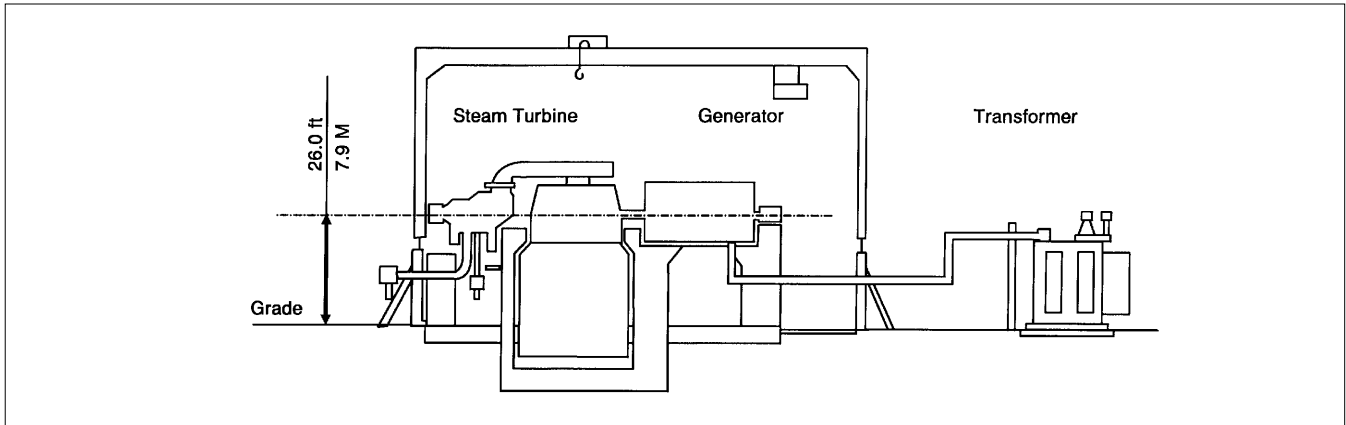 Steam Turbine
Generator
Transformer
26.0 ft
7.9 M
Grade